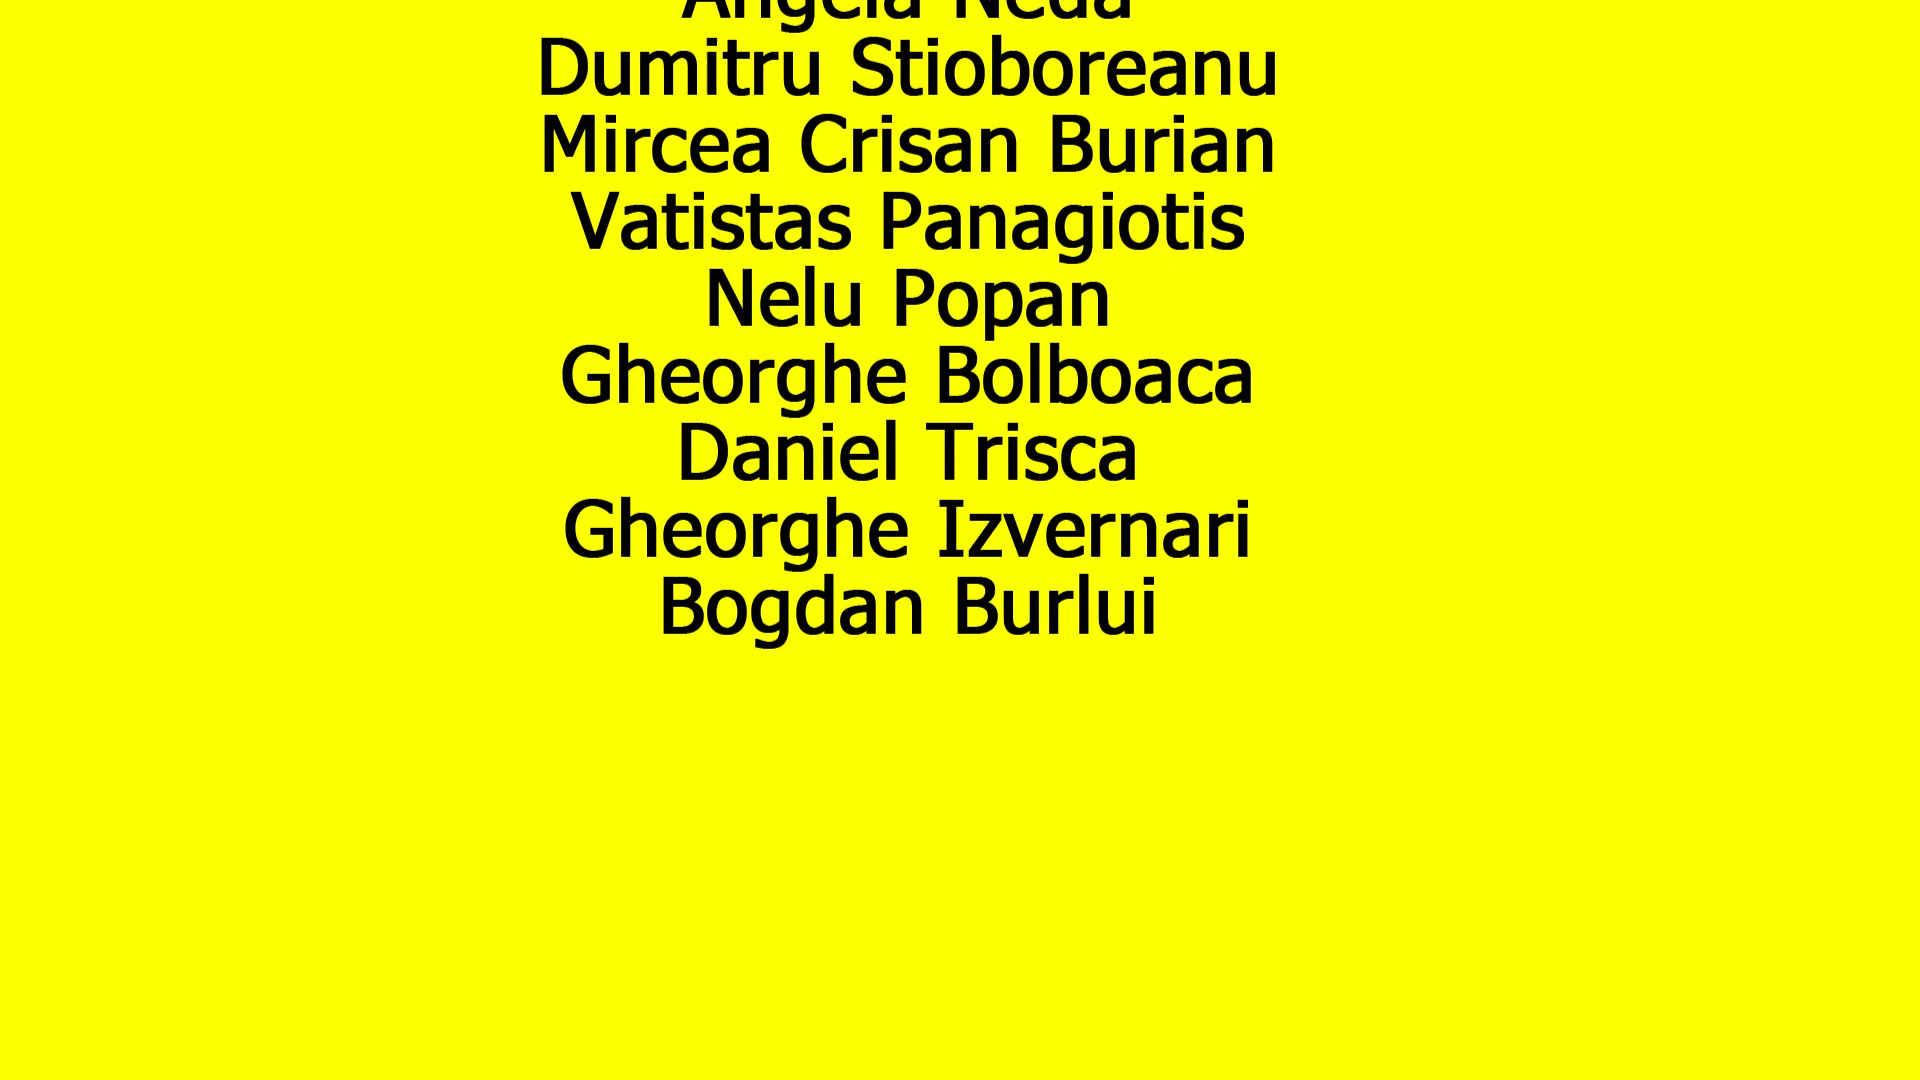 Angela Neda
Dumitru Stioboreanu
Mircea Crisan Burian
Vatistas Panagiotis
Nelu Popan
Gheorghe Bolboaca
Daniel Trisca
Gheorghe Izvernari
Bogdan Burlui